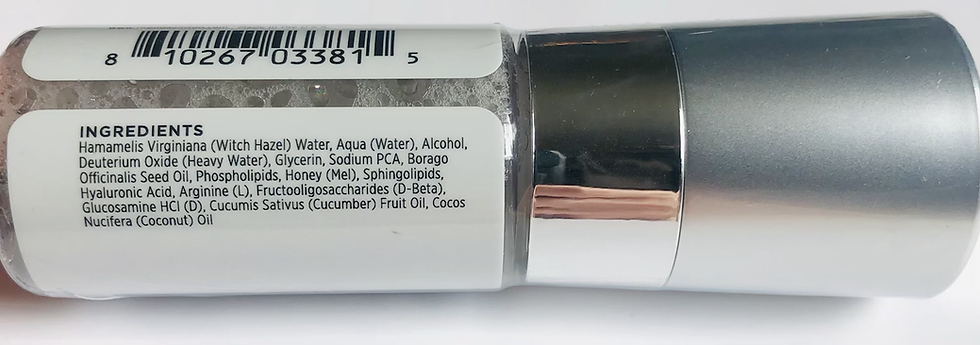 8 10267 03381 5
INGREDIENTS
Hamamelis Virginiana (Witch Hazel) Water, Aqua (Water), Alcohol,
Deuterium Oxide (Heavy Water), Glycerin, Sodium PCA, Borago
Officinalis Seed Oil, Phospholipids, Honey (Mel), Sphingolipids,
Hyaluronic Acid, Arginine (L), Fructooligosaccharides (D-Beta),
Glucosamine HCl (D), Cucumis Sativus (Cucumber) Fruit Oil, Cocos
Nucifera (Coconut) Oil